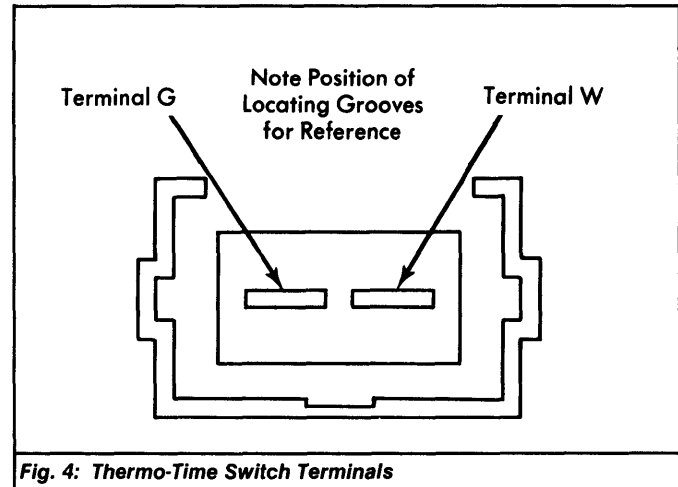 Terminal G
Note Position of
Locating Grooves
for Reference
Terminal W
Fig. 4: Thermo-Time Switch Terminals